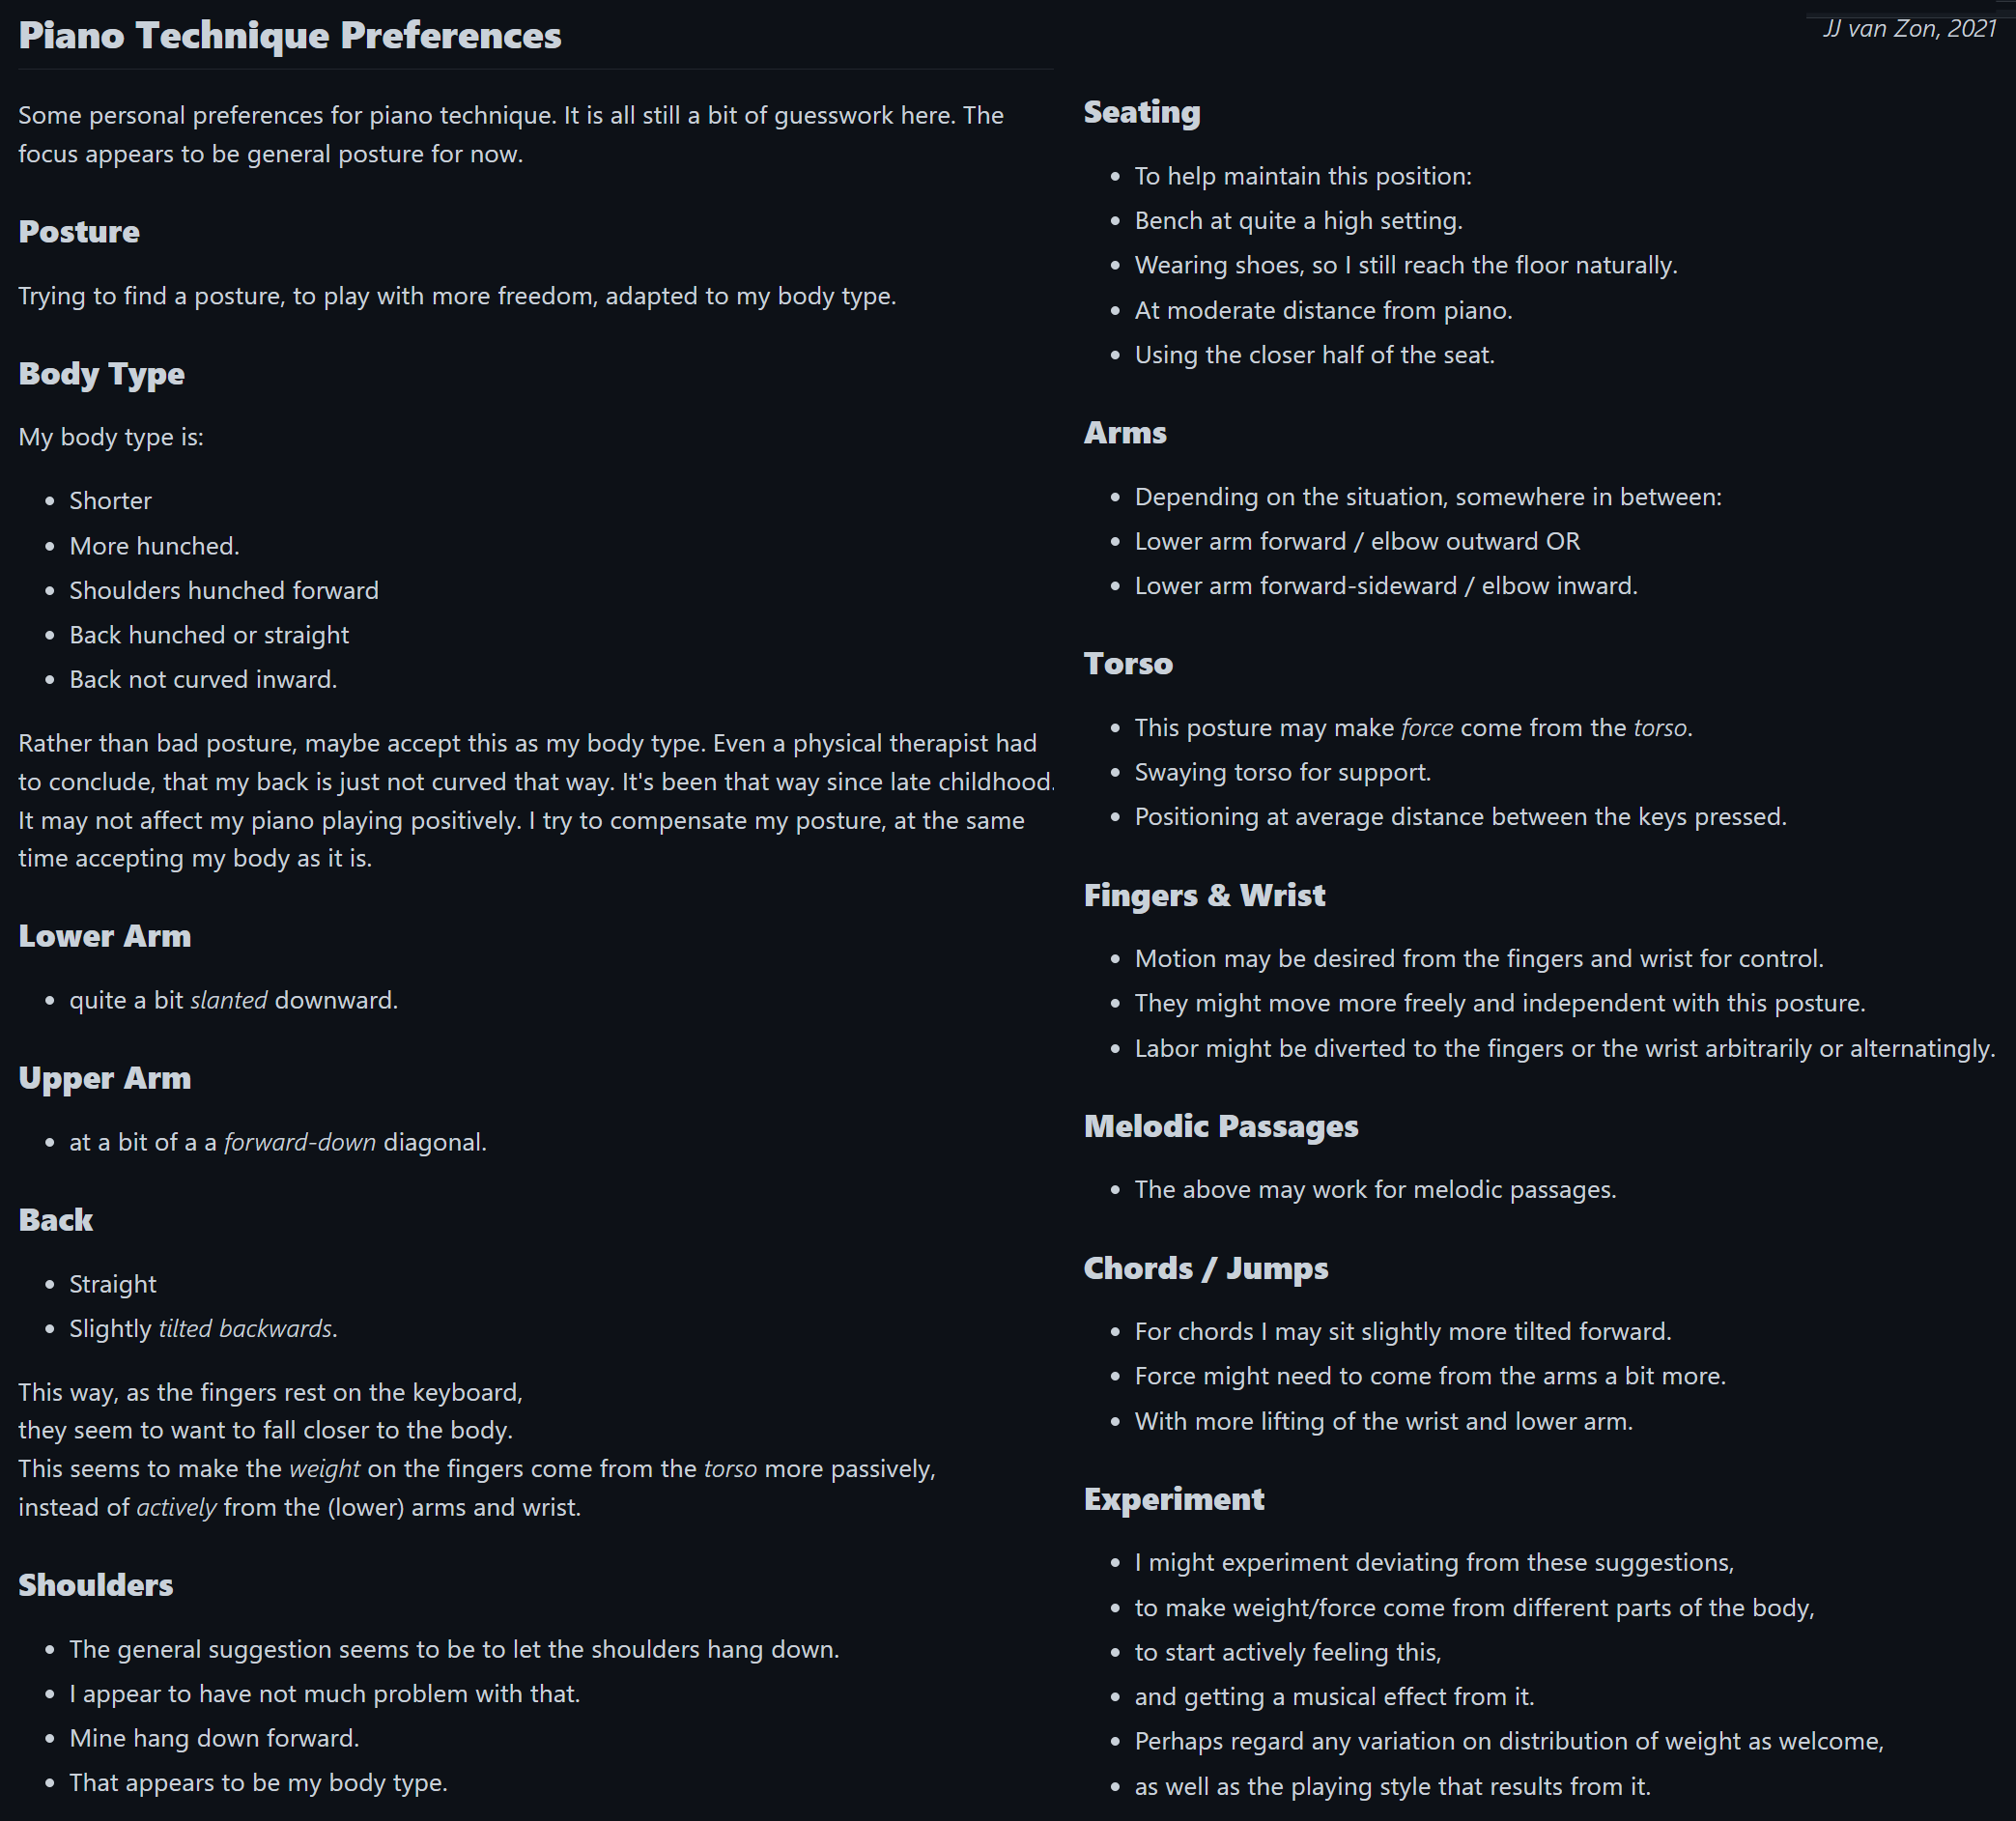 Piano Technique Preferences
JJ van Zon, 2021
Some personal preferences for piano technique. It is all still a bit of guesswork here. The
focus appears to be general posture for now.
Posture
Trying to find a posture, to play with more freedom, adapted to my body type.
Body Type
My body type is:
• Shorter
• More hunched.
• Shoulders hunched forward
• Back hunched or straight
• Back not curved inward.
Rather than bad posture, maybe accept this as my body type. Even a physical therapist had
to conclude, that my back is just not curved that way. It's been that way since late childhood.
It may not affect my piano playing positively. I try to compensate my posture, at the same
time accepting my body as it is.
Lower Arm
• quite a bit slanted downward.
Upper Arm
• at a bit of a a forward-down diagonal.
Back
• Straight
• Slightly tilted backwards.
This way, as the fingers rest on the keyboard,
they seem to want to fall closer to the body.
This seems to make the weight on the fingers come from the torso more passively,
instead of actively from the (lower) arms and wrist.
Shoulders
• The general suggestion seems to be to let the shoulders hang down.
• I appear to have not much problem with that.
• Mine hang down forward.
• That appears to be my body type.
Seating
• To help maintain this position:
• Bench at quite a high setting.
• Wearing shoes, so I still reach the floor naturally.
• At moderate distance from piano.
• Using the closer half of the seat.
Arms
• Depending on the situation, somewhere in between:
• Lower arm forward / elbow outward OR
• Lower arm forward-sideward / elbow inward.
Torso
• This posture may make force come from the torso.
• Swaying torso for support.
• Positioning at average distance between the keys pressed.
Fingers & Wrist
• Motion may be desired from the fingers and wrist for control.
• They might move more freely and independent with this posture.
• Labor might be diverted to the fingers or the wrist arbitrarily or alternatingly.
Melodic Passages
• The above may work for melodic passages.
Chords / Jumps
• For chords I may sit slightly more tilted forward.
• Force might need to come from the arms a bit more.
• With more lifting of the wrist and lower arm.
Experiment
• I might experiment deviating from these suggestions,
• to make weight/force come from different parts of the body,
• to start actively feeling this,
• and getting a musical effect from it.
• Perhaps regard any variation on distribution of weight as welcome,
• as well as the playing style that results from it.